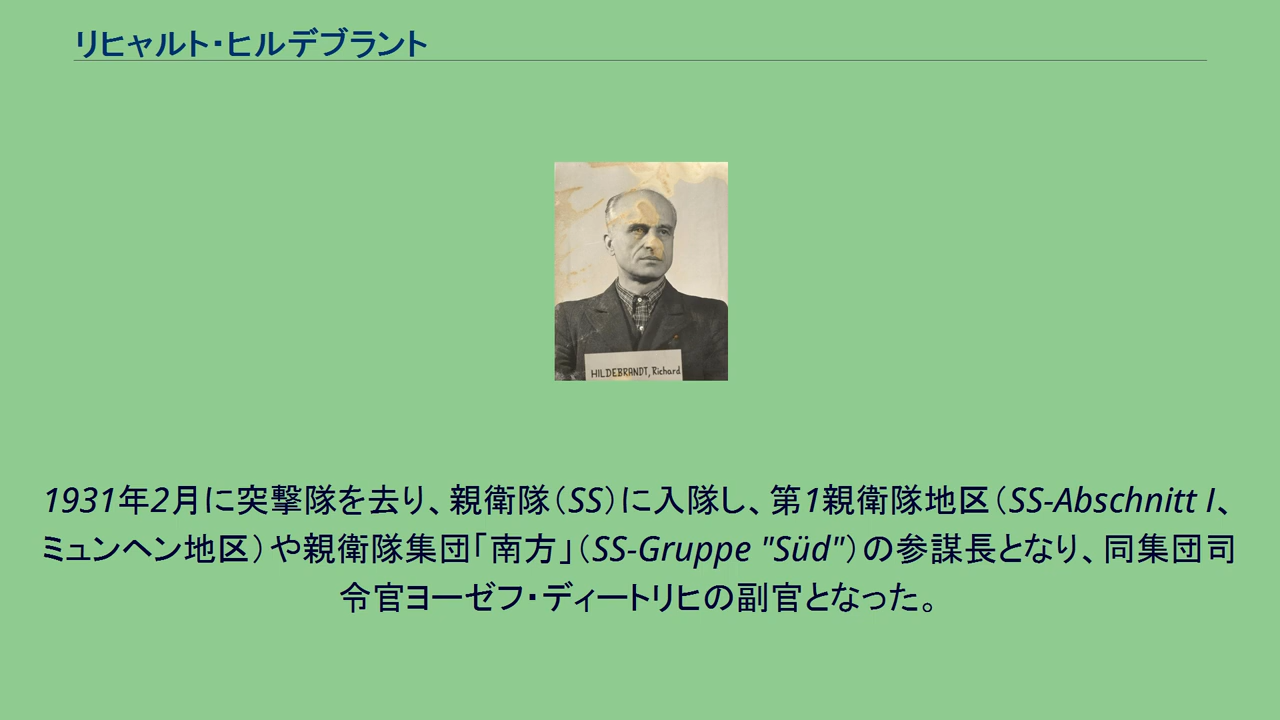 リヒャルト・ヒルデブラント
HILDEBRANDT, Richard
1931年2月に突撃隊を去り、親衛隊（SS）に入隊し、第1親衛隊地区（SS-Abschnitt I、
ミュンヘン地区）や親衛隊集団「南方」（SS-Gruppe "Süd"）の参謀長となり、同集団司
令官ヨーゼフ・ディートリヒの副官となった。